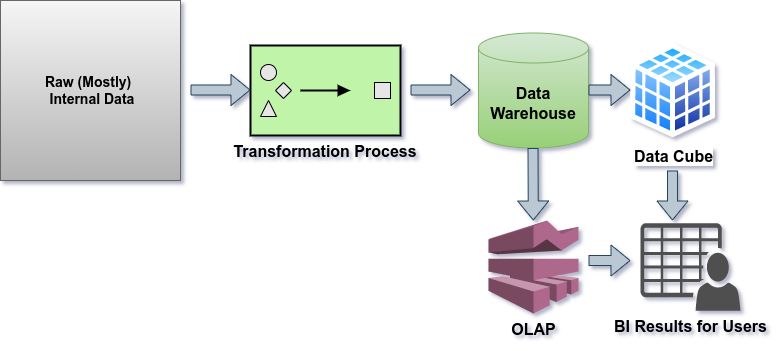 Raw (Mostly)
Internal Data
Transformation Process
Data
Warehouse
Data Cube
OLAP
BI Results for Users